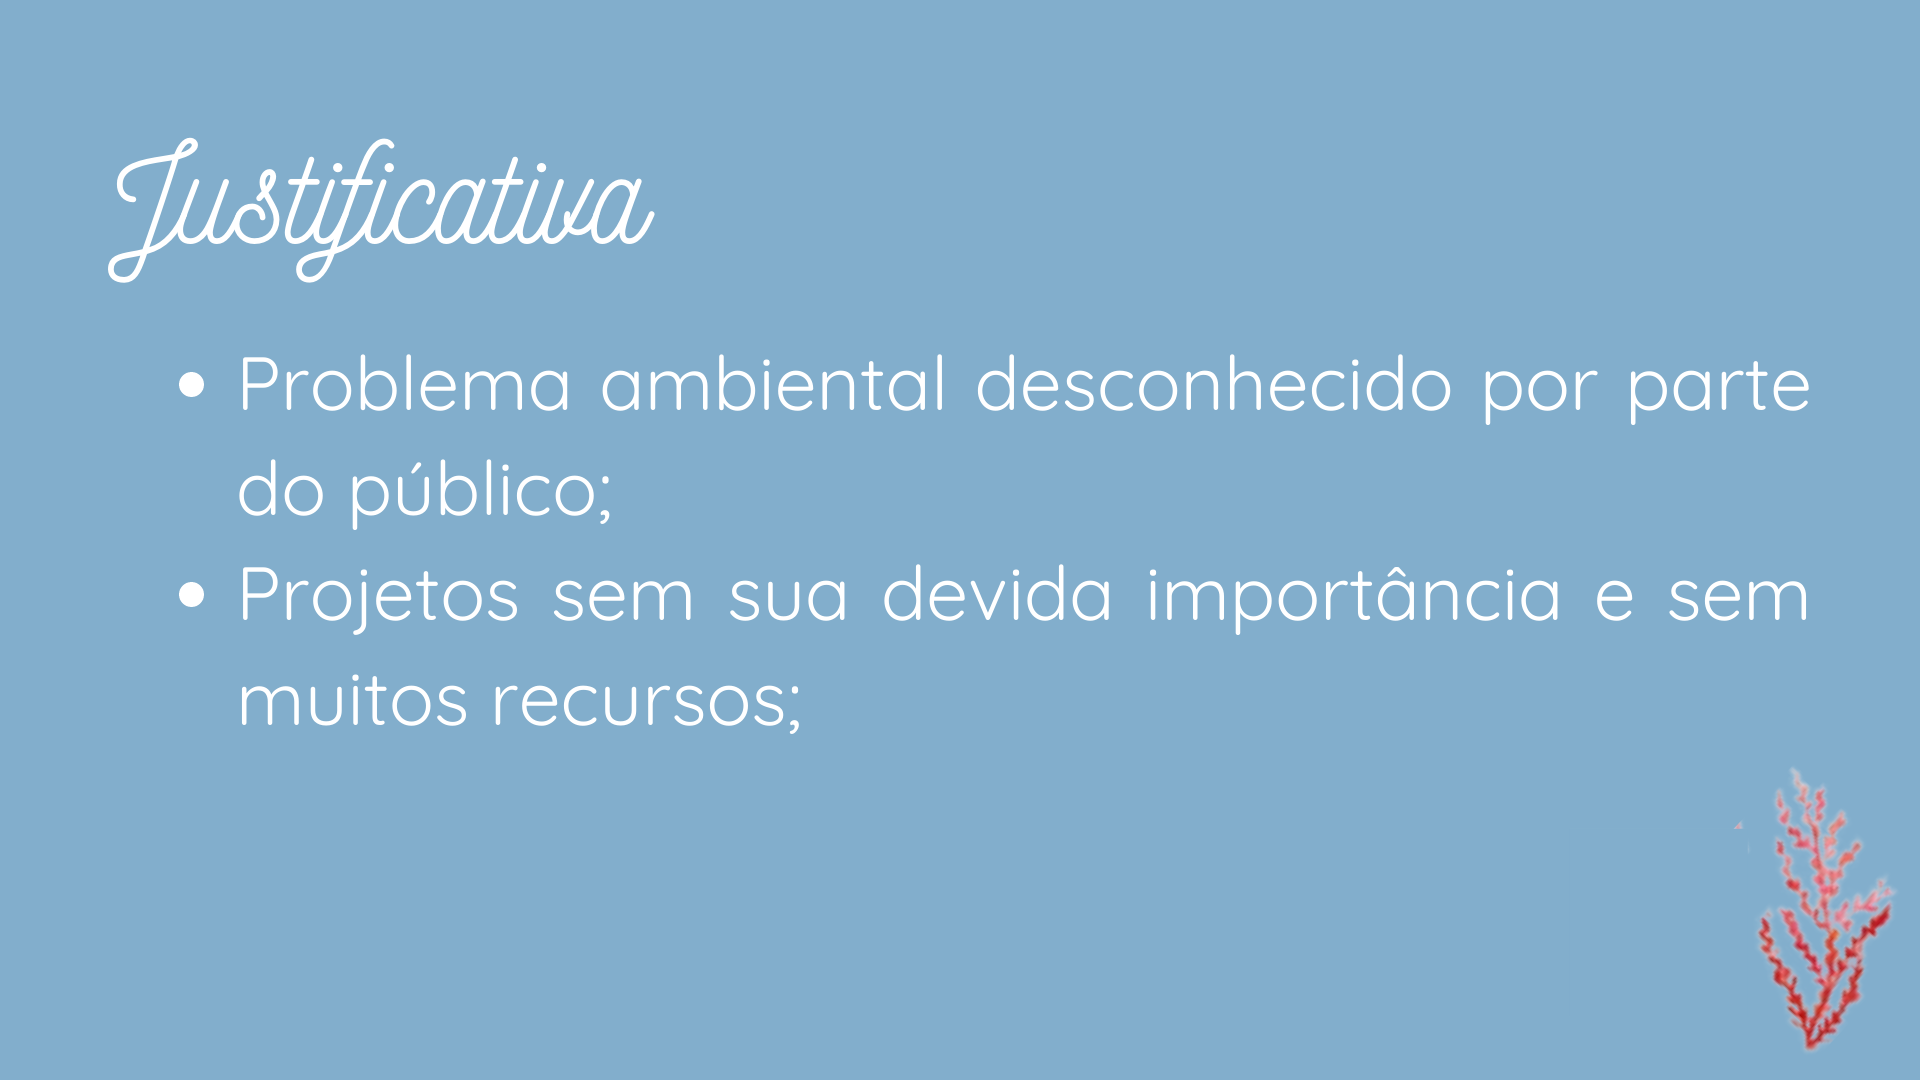 Justificativa
• Problema ambiental desconhecido por parte
do público;
• Projetos sem sua devida importância e sem
muitos recursos;